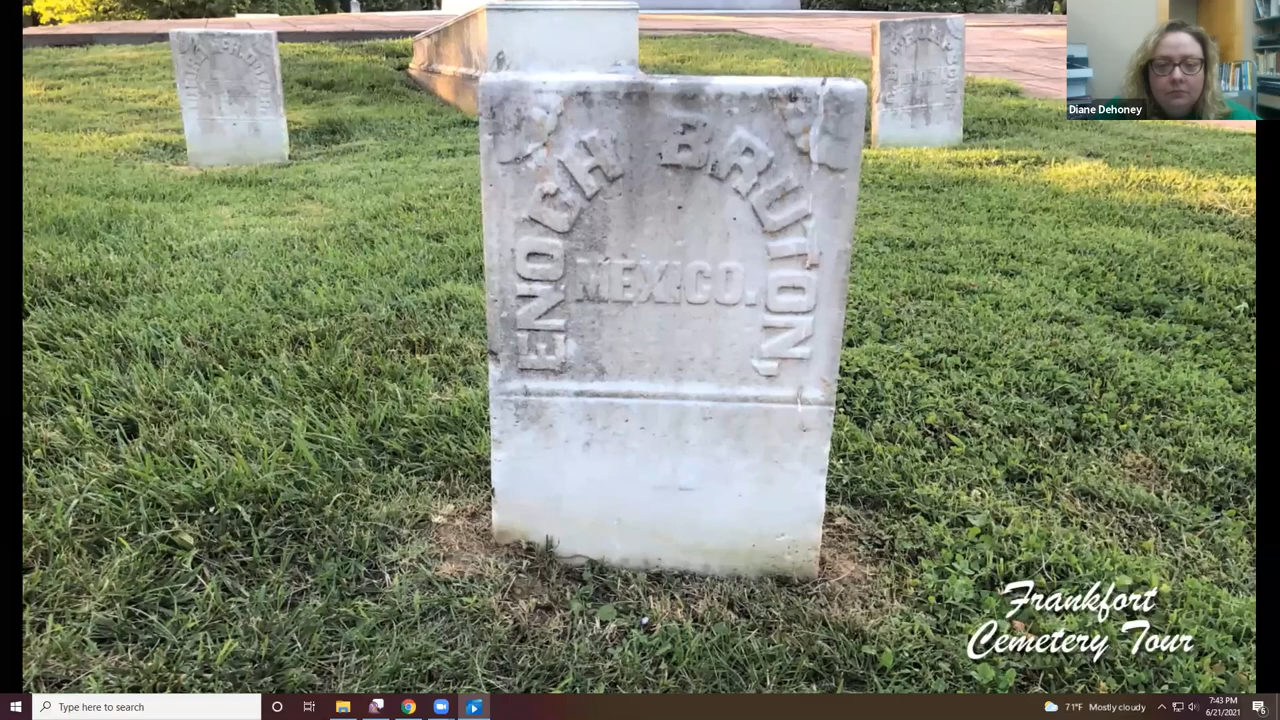 Diane Dehoney
ENOCH BRUTON,
MEXICO.
Frankfort
Cemetery Tour
Type here to search
71°F Mostly cloudy
7:43 PM
6/21/2021
6